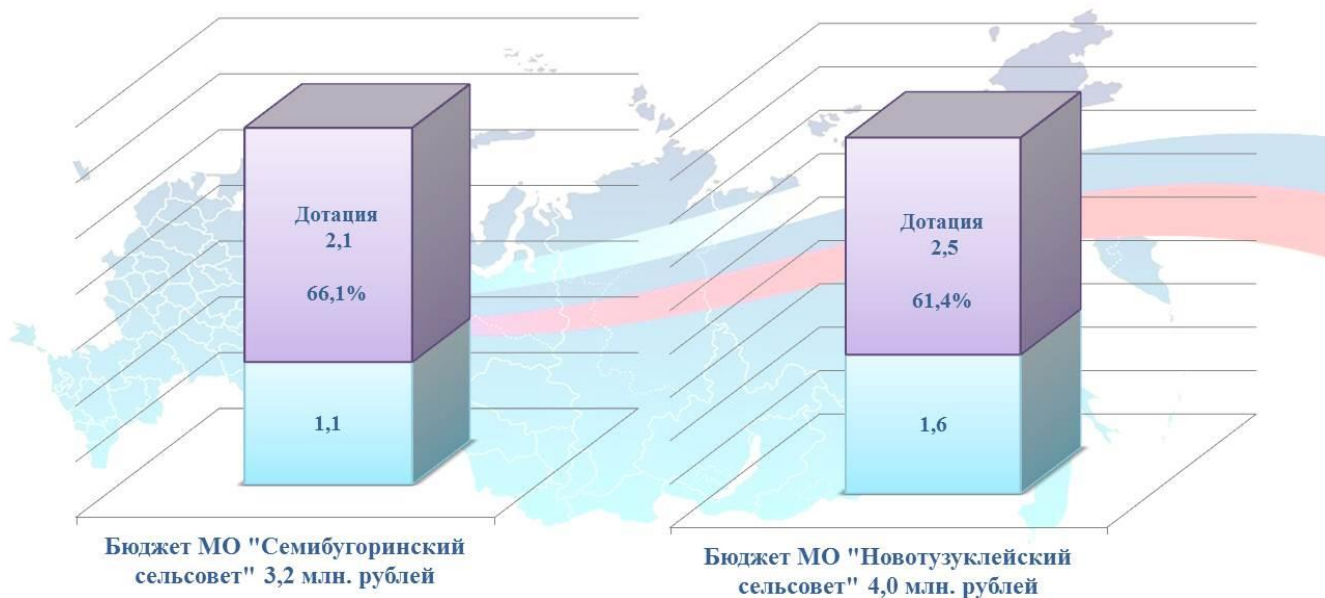 Дотация
2,1
66,1%
1,1
Бюджет МО "Семибугоринский
сельсовет" 3,2 млн. рублей
Дотация
2,5
61,4%
1,6
Бюджет МО "Новотузуклейский
сельсовет" 4,0 млн. рублей